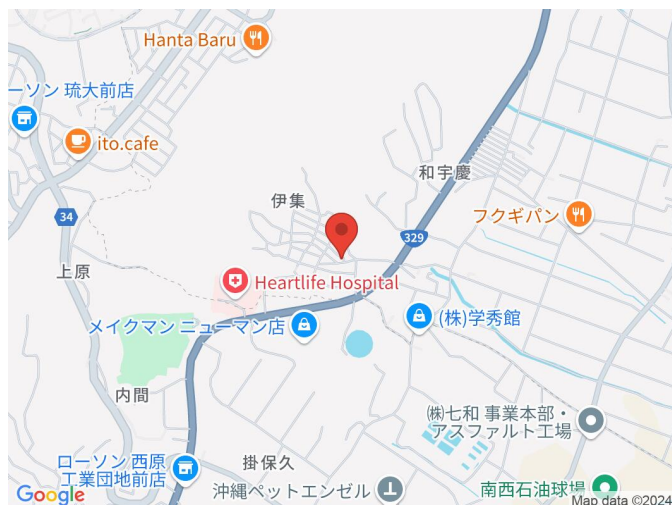 Hanta Baru
ーソン 琉大前店
ito.cafe
和宇慶
伊集
34
フクギパン
329
上原
Heartlife Hospital
メイクマン ニューマン店
(株)学秀館
内間
(株)七和 事業本部・
アスファルト工場
ローソン 西原
工業団地前店
掛保久
沖縄ペットエンゼル
南西石油球場
Google
Map data ©2024